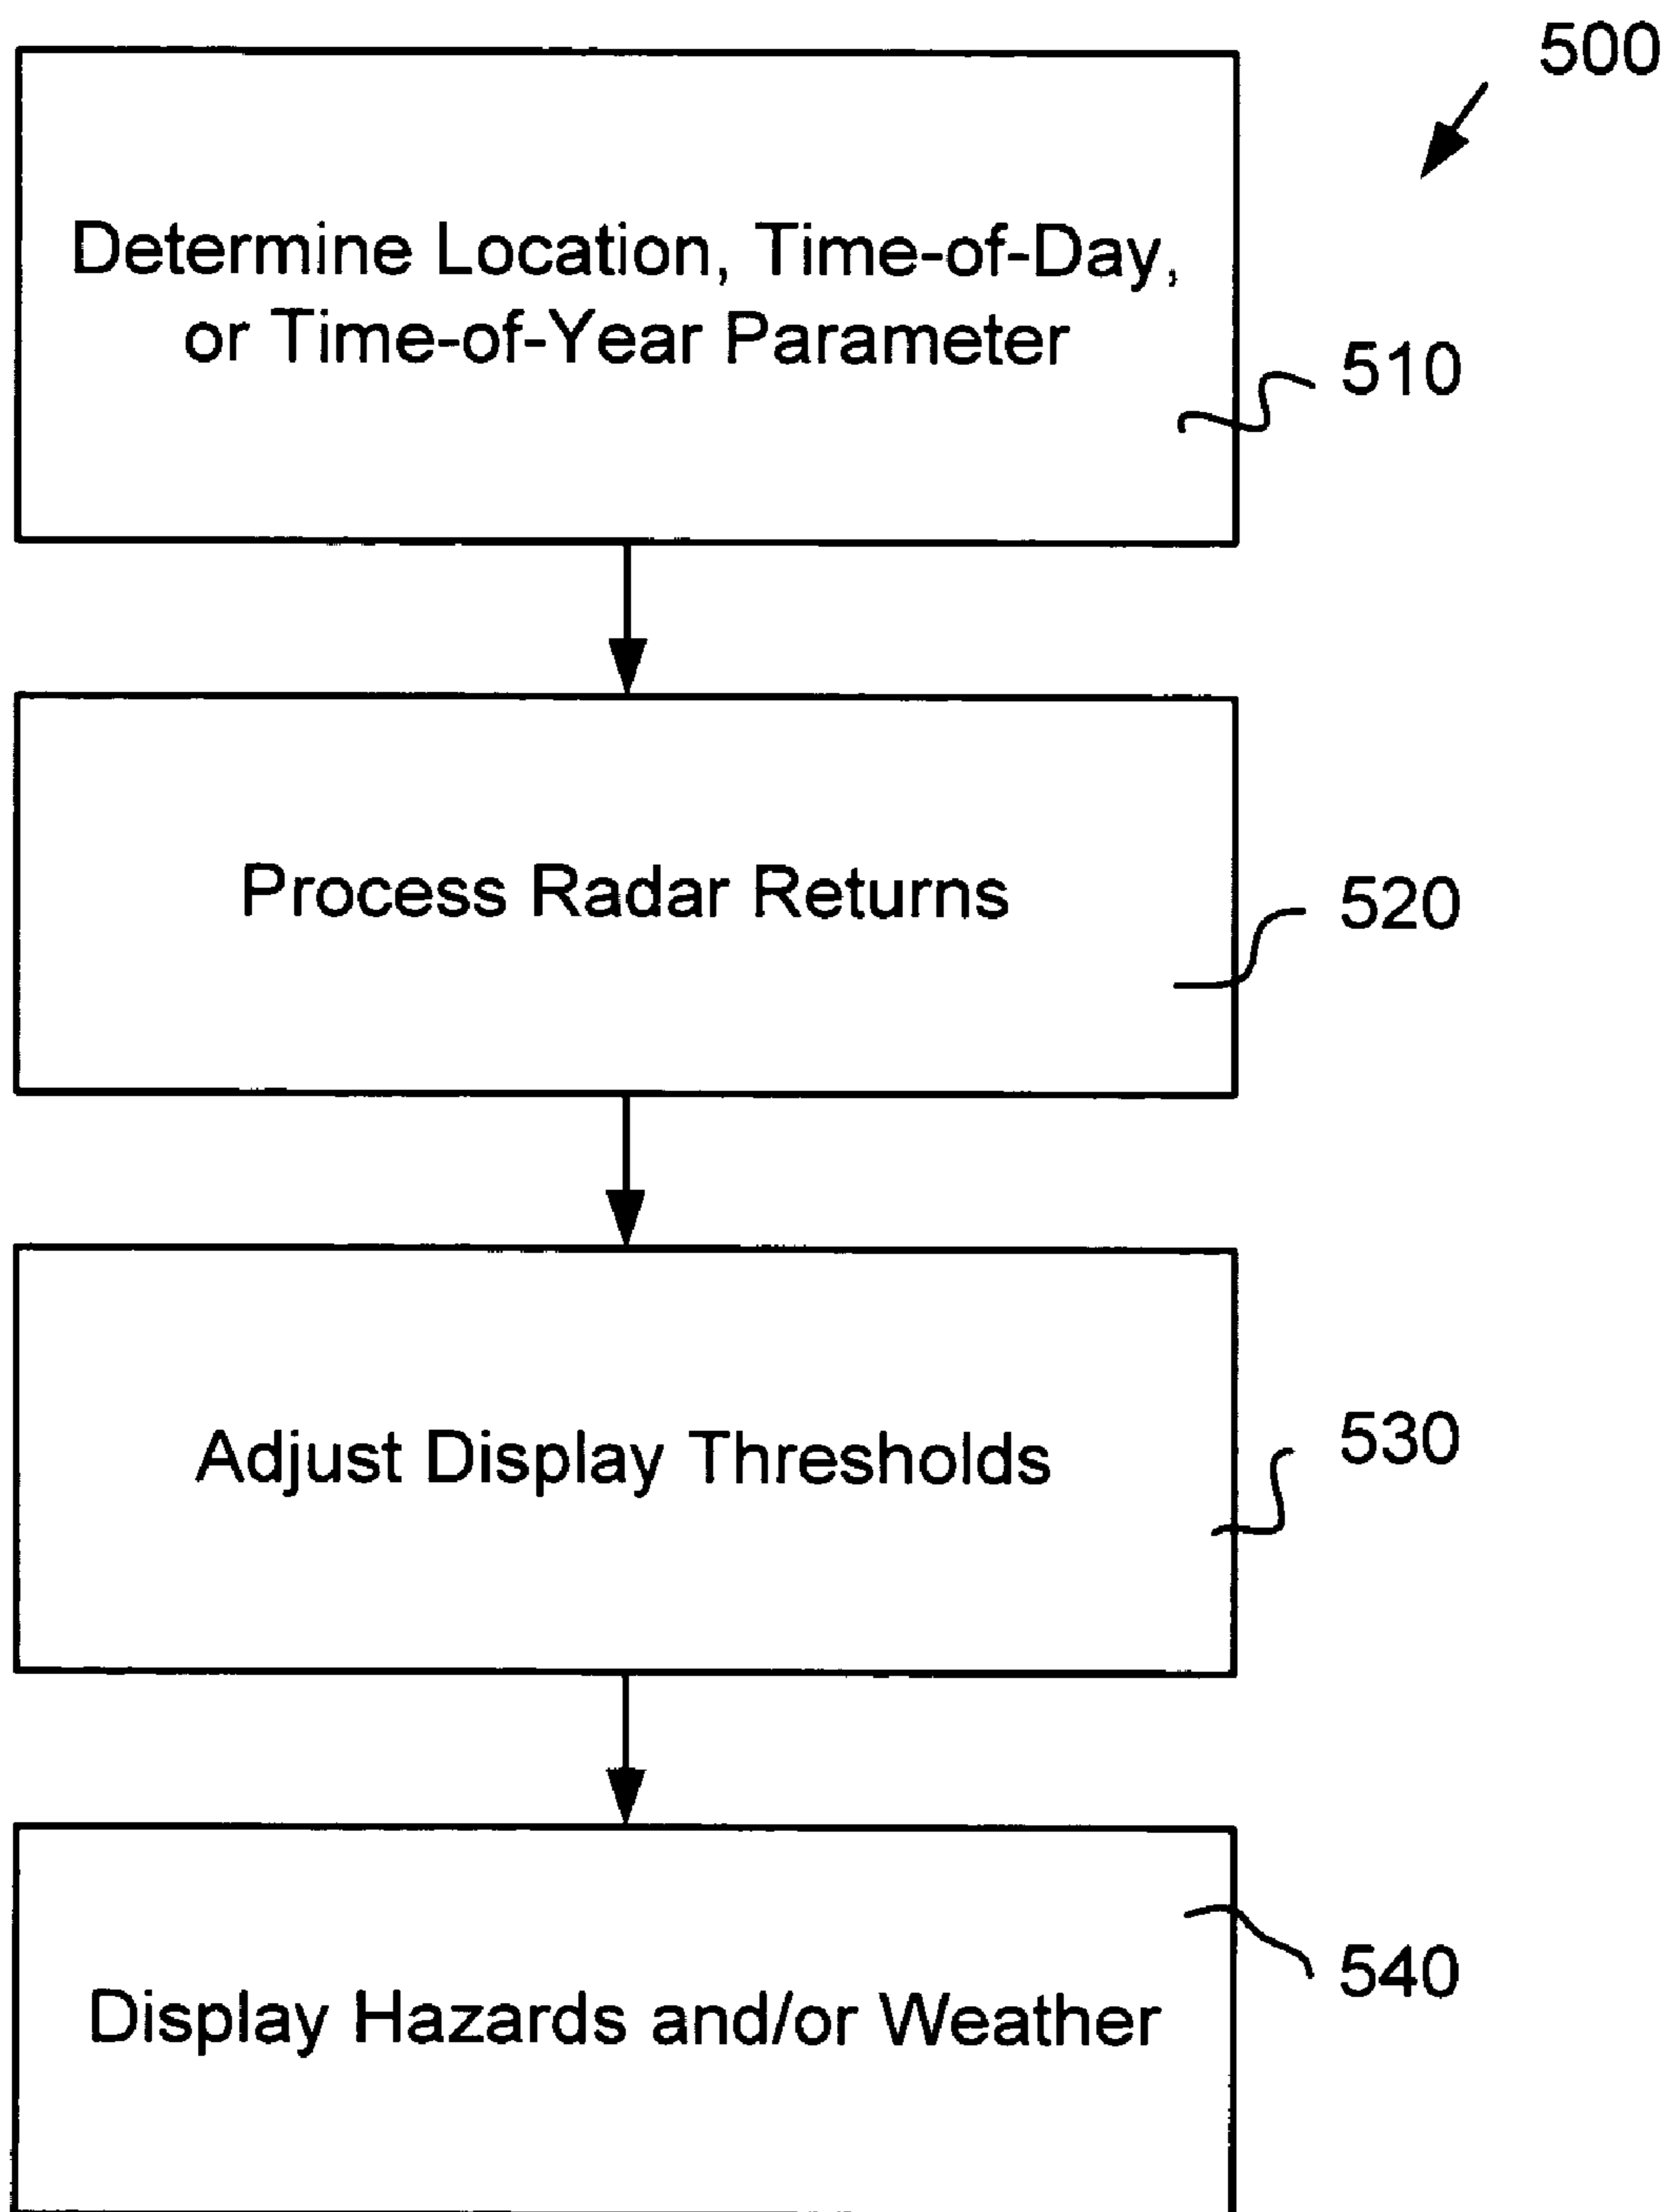 500
Determine Location, Time-of-Day,
or Time-of-Year Parameter
510
Process Radar Returns
520
Adjust Display Thresholds
530
Display Hazards and/or Weather
540